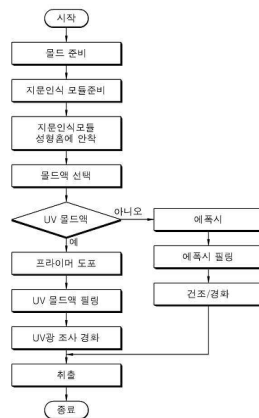 시작
몰드 준비
지문인식 모듈준비
지문인식모듈
성형홈에 안착
몰드액 선택
UV 몰드액
아니오
에폭시
예
프라이머 도포
에폭시 필링
UV 몰드액 필링
건조/경화
UV광 조사 경화
취출
종료